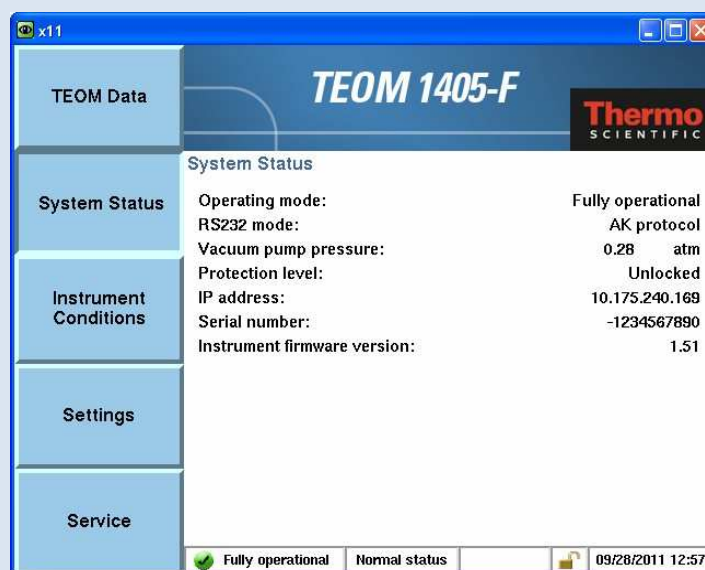 x11
TEOM Data
TEOM 1405-F
Thermo
SCIENTIFIC
System Status
System Status
Operating mode: Fully operational
RS232 mode: AK protocol
Vacuum pump pressure: 0.28 atm
Protection level: Unlocked
IP address: 10.175.240.169
Serial number: -1234567890
Instrument firmware version: 1.51
Instrument
Conditions
Settings
Service
Fully operational Normal status 09/28/2011 12:57